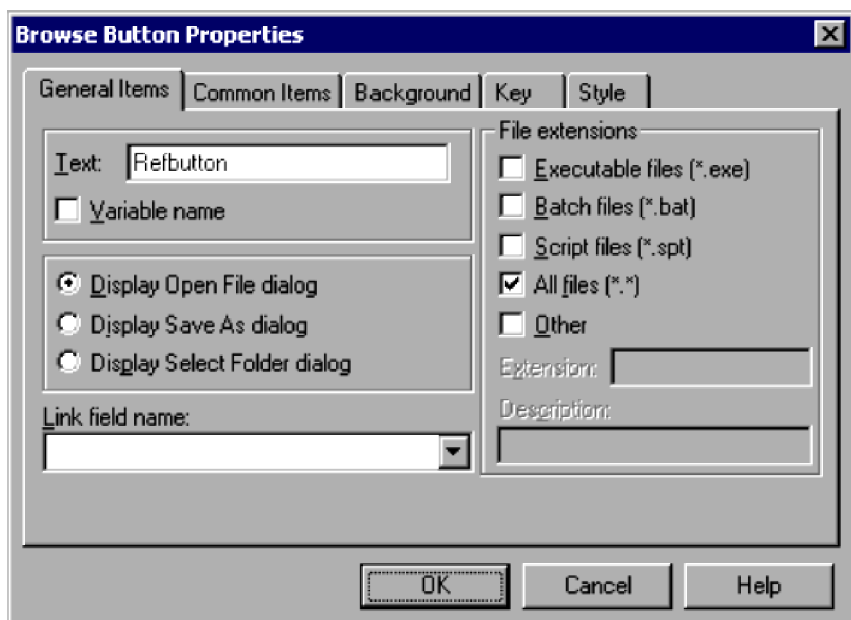 Browse Button Properties
General Items Common Items Background Key Style
Text: Refbutton
Variable name
Display Open File dialog
Display Save As dialog
Display Select Folder dialog
Link field name:
File extensions
Executable files (*.exe)
Batch files (*.bat)
Script files (*.spt)
All files (*.*)
Other
Extension:
Description:
OK Cancel Help